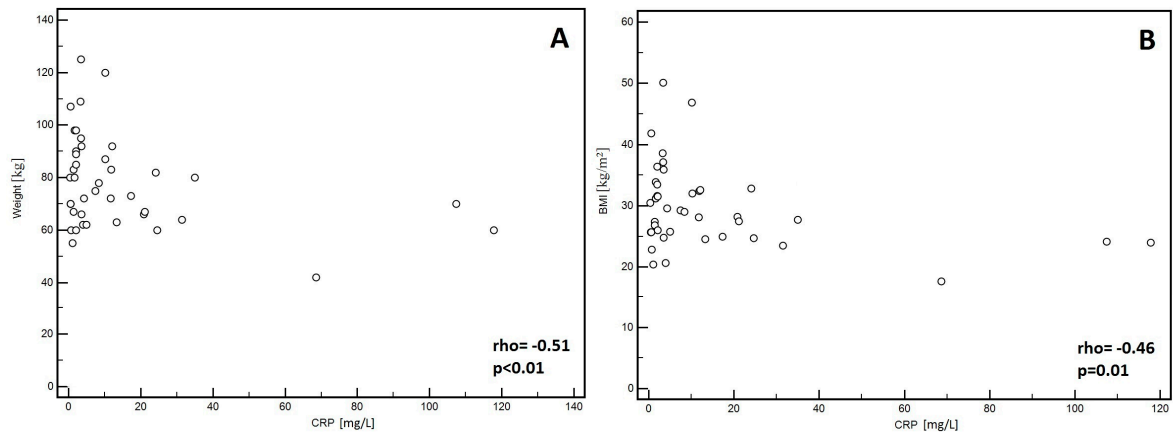 A
140
120
100
80
60
40
20
0
Weight [kg]
rho= -0.51
p<0.01
0 20 40 60 80 100 120 140
CRP [mg/L]
B
60
50
40
30
20
10
0
BMI [kg/m²]
rho= -0.46
p=0.01
0 20 40 60 80 100 120
CRP [mg/L]